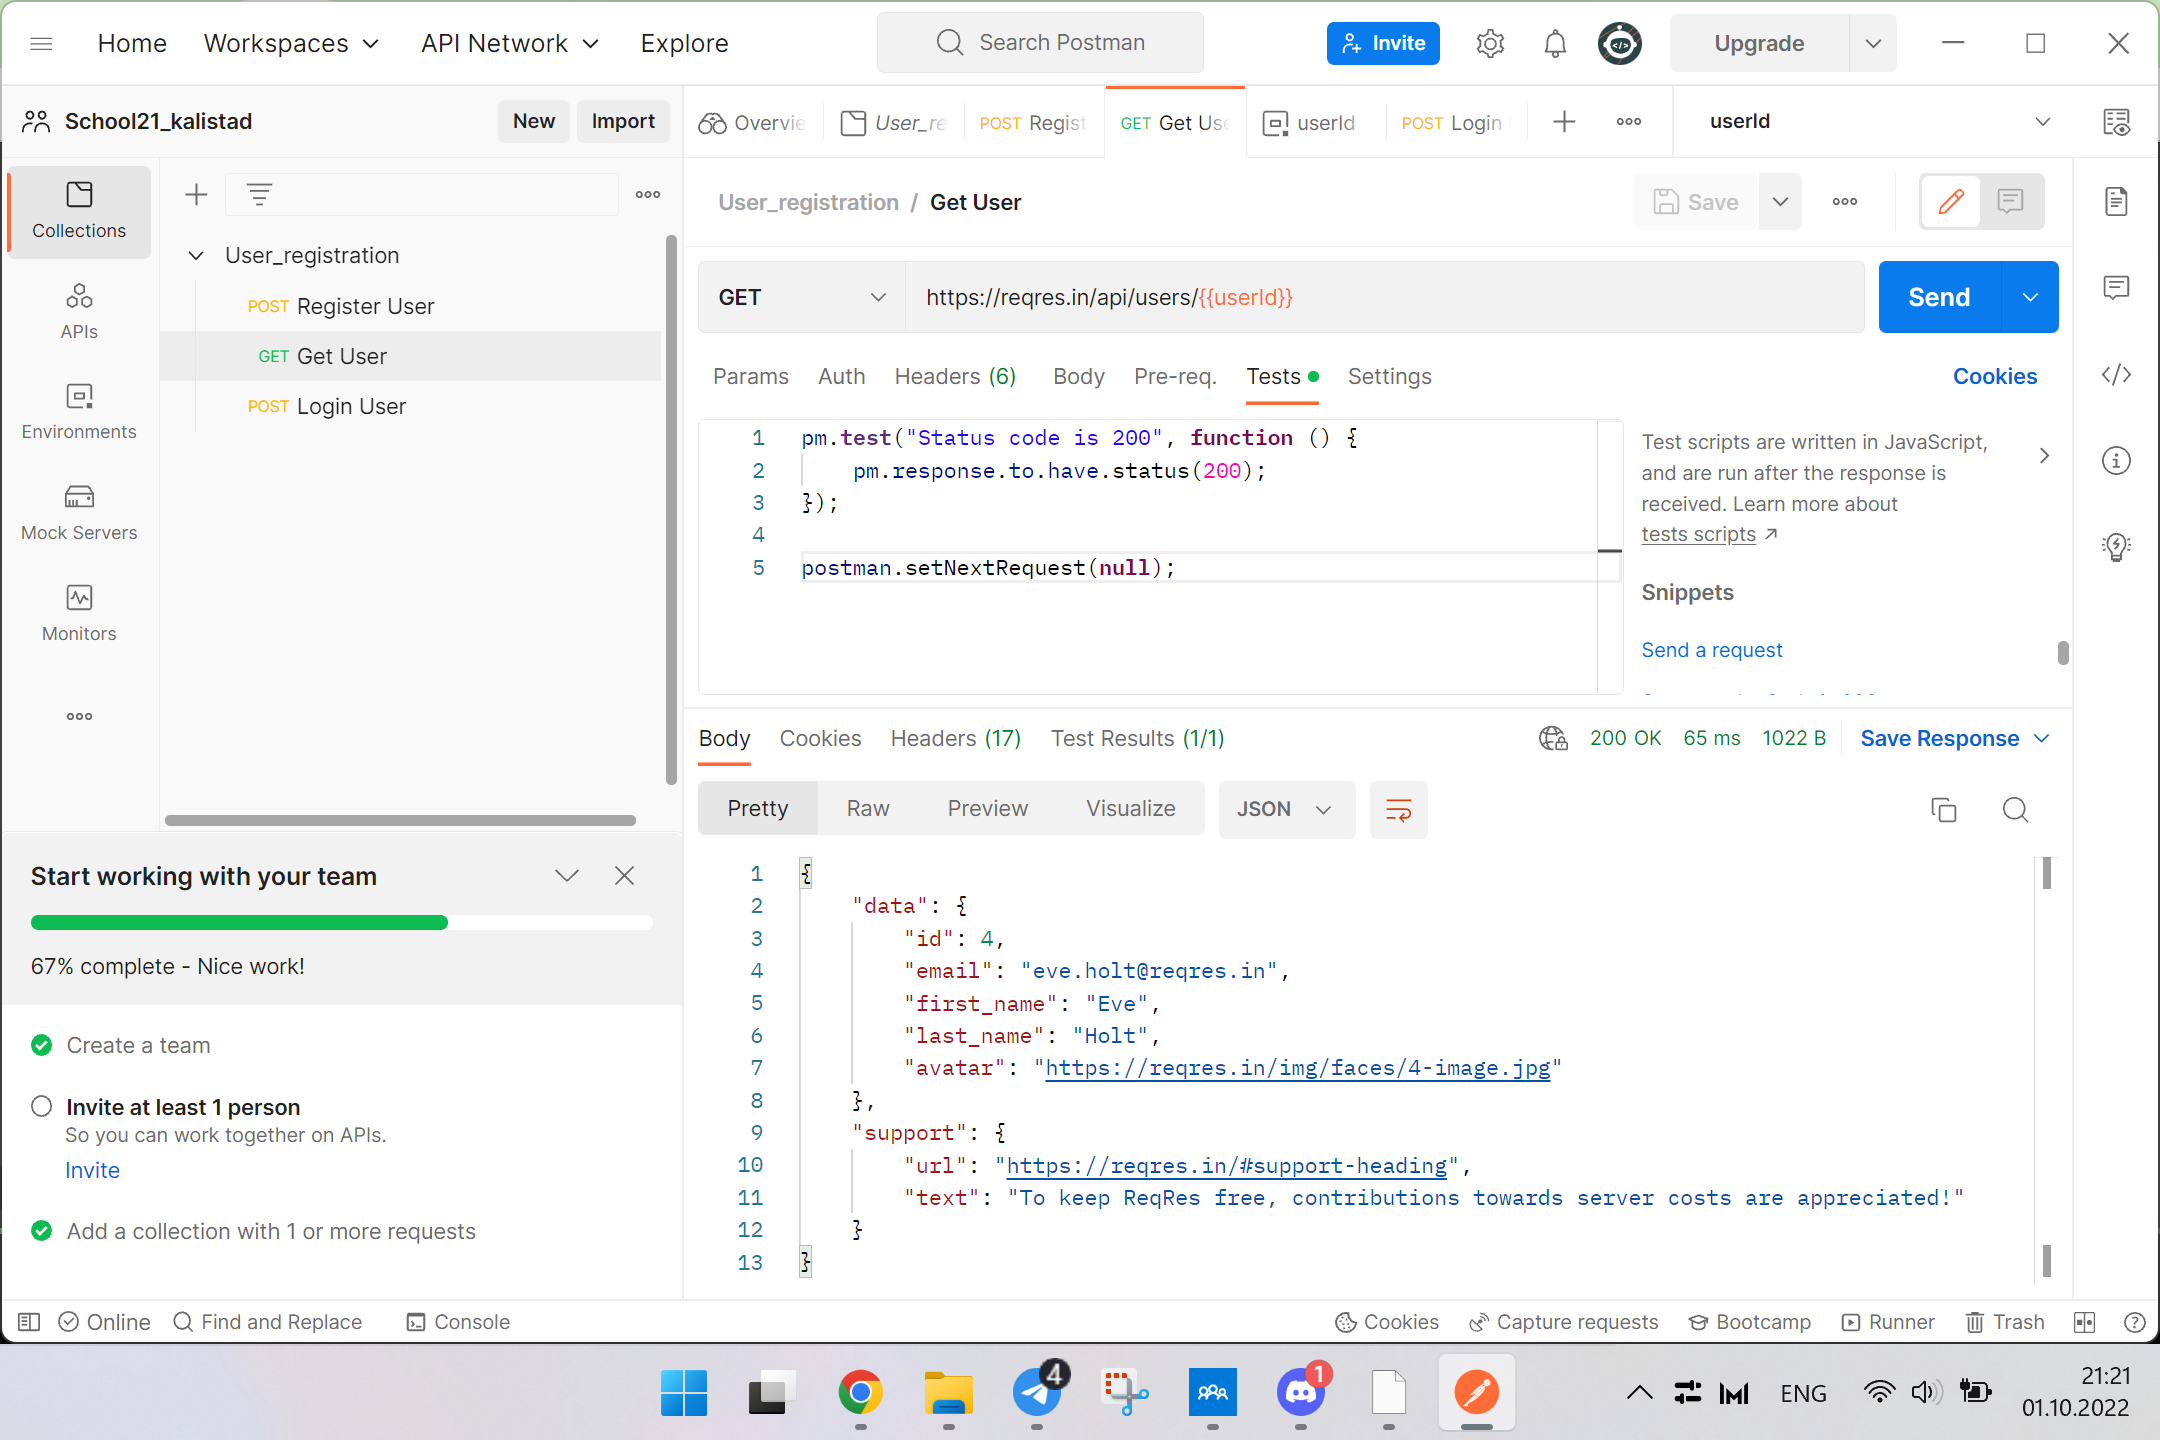 Home Workspaces API Network Explore Search Postman Invite Upgrade
School21_kalistad New Import
Overvie User_re POST Regist GET Get Use userId POST Login userId
Collections
APIs
Environments
Mock Servers
Monitors
User_registration
POST Register User
GET Get User
POST Login User
User_registration / Get User Save
GET https://reqres.in/api/users/{{userId}} Send
Params Auth Headers (6) Body Pre-req. Tests Settings Cookies
1 pm.test("Status code is 200", function () {
2 pm.response.to.have.status(200);
3 });
4
5 postman.setNextRequest(null);
Test scripts are written in JavaScript,
and are run after the response is
received. Learn more about
tests scripts
Snippets
Send a request
Body Cookies Headers (17) Test Results (1/1) 200 OK 65 ms 1022 B Save Response
Pretty Raw Preview Visualize JSON
1 {
2 "data": {
3 "id": 4,
4 "email": "eve.holt@reqres.in",
5 "first_name": "Eve",
6 "last_name": "Holt",
7 "avatar": "https://reqres.in/img/faces/4-image.jpg"
8 },
9 "support": {
10 "url": "https://reqres.in/#support-heading",
11 "text": "To keep ReqRes free, contributions towards server costs are appreciated!"
12 }
13 }
Start working with your team
67% complete - Nice work!
Create a team
Invite at least 1 person
So you can work together on APIs.
Invite
Add a collection with 1 or more requests
Online Find and Replace Console Cookies Capture requests Bootcamp Runner Trash
4 1 ENG 21:21
01.10.2022